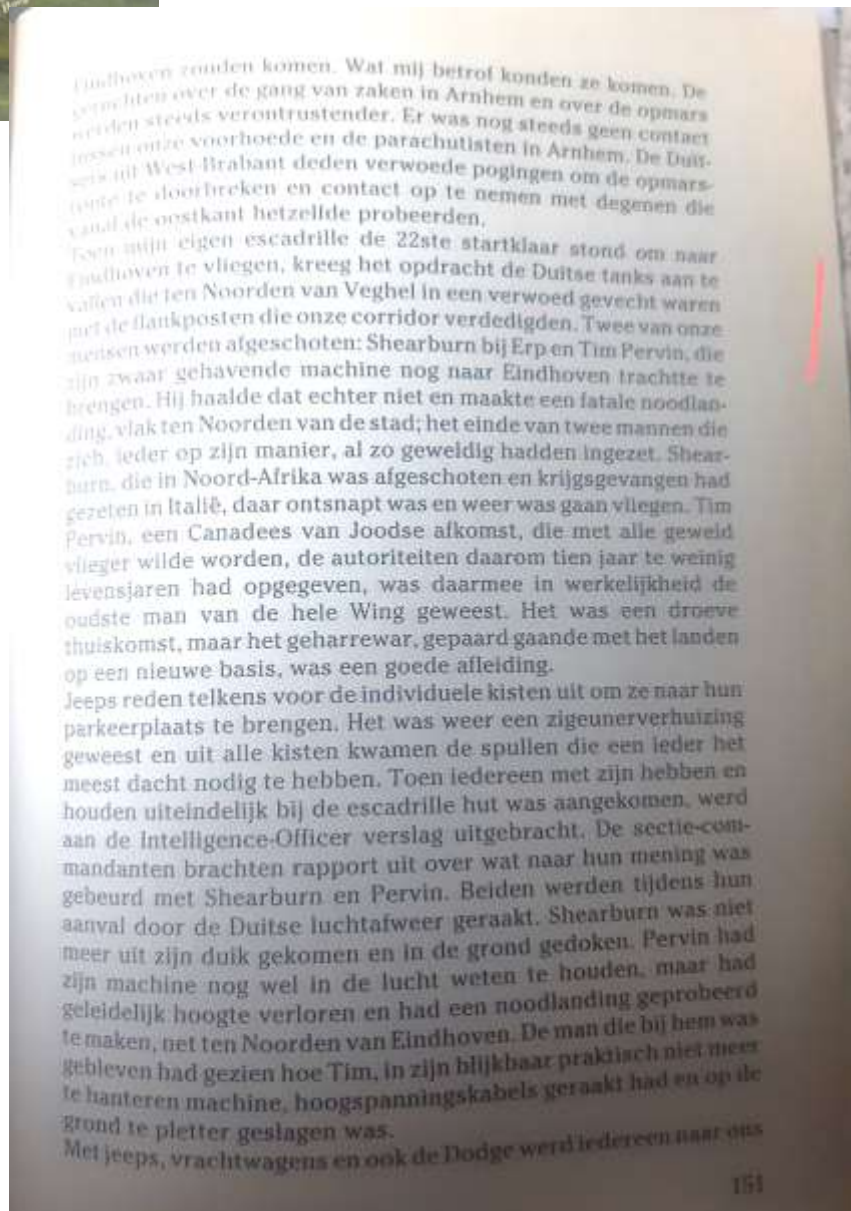 Eindhoven zouden komen. Wat mij betrof konden ze komen. De
over de gang van zaken in Arnhem en over de opmars
werden steeds verontrustender. Er was nog steeds geen contact
tussen onze voorhoede en de parachutisten in Arnhem. De Duit-
sers uit West-Brabant deden verwoede pogingen om de opmars-
route te doorbreken en contact op te nemen met degenen die
vanaf de oostkant hetzelfde probeerden.
Toen mijn eigen escadrille de 22ste startklaar stond om naar
Eindhoven te vliegen, kreeg het opdracht de Duitse tanks aan te
vallen die ten Noorden van Veghel in een verwoed gevecht waren
met de flankposten die onze corridor verdedigden. Twee van onze
mensen werden afgeschoten: Shearburn bij Erp en Tim Pervin, die
zijn zwaar gehavende machine nog naar Eindhoven trachtte te
brengen. Hij haalde dat echter niet en maakte een fatale noodlan-
ding, vlak ten Noorden van de stad; het einde van twee mannen die
zich, ieder op zijn manier, al zo geweldig hadden ingezet. Shear-
burn, die in Noord-Afrika was afgeschoten en krijgsgevangen had
gezeten in Italië, daar ontsnapt was en weer was gaan vliegen. Tim
Pervin, een Canadees van Joodse afkomst, die met alle geweld
vlieger wilde worden, de autoriteiten daarom tien jaar te weinig
levensjaren had opgegeven, was daarmee in werkelijkheid de
oudste man van de hele Wing geweest. Het was een droeve
thuiskomst, maar het geharrewar, gepaard gaande met het landen
op een nieuwe basis, was een goede afleiding.
Jeeps reden telkens voor de individuele kisten uit om ze naar hun
parkeerplaats te brengen. Het was weer een zigeunerverhuizing
geweest en uit alle kisten kwamen de spullen die een ieder het
meest dacht nodig te hebben. Toen iedereen met zijn hebben en
houden uiteindelijk bij de escadrille hut was aangekomen, werd
aan de Intelligence-Officer verslag uitgebracht. De sectie-com-
mandanten brachten rapport uit over wat naar hun mening was
gebeurd met Shearburn en Pervin. Beiden werden tijdens hun
aanval door de Duitse luchtafweer geraakt. Shearburn was niet
meer uit zijn duik gekomen en in de grond gedoken. Pervin had
zijn machine nog wel in de lucht weten te houden, maar had
geleidelijk hoogte verloren en had een noodlanding geprobeerd
te maken, net ten Noorden van Eindhoven. De man die bij hem was
gebleven had gezien hoe Tim, in zijn blijkbaar praktisch niet meer
te hanteren machine, hoogspanningskabels geraakt had en op de
grond te pletter geslagen was.
Met jeeps, vrachtwagens en ook de Dodge werd iedereen naar ons
151